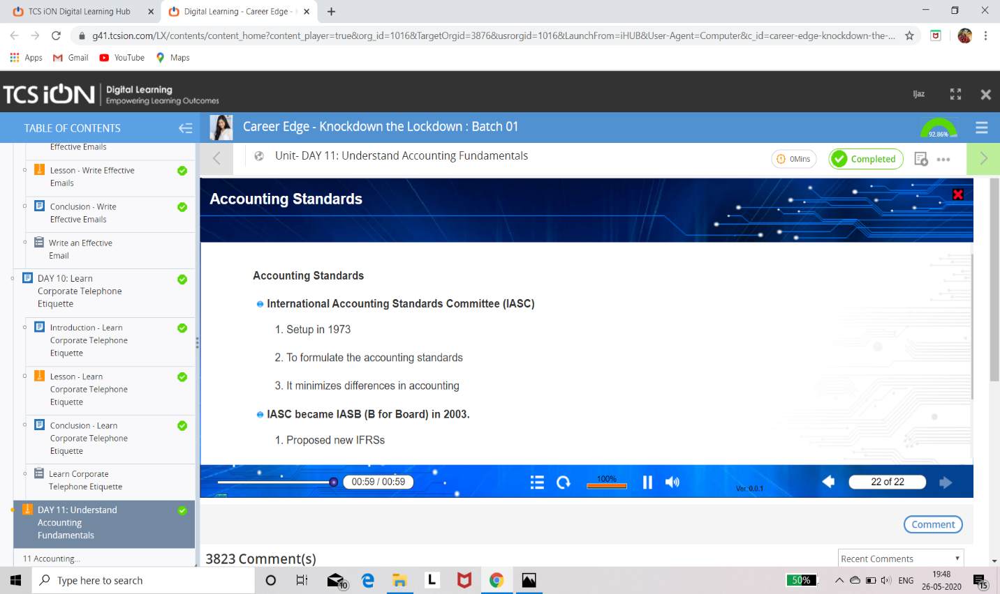 TCS iON Digital Learning Hub
Digital Learning - Career Edge -
g41.tcsion.com/LX/contents/content_home?content_player=true&org_id=1016&TargetOrgid=3876&usrorgid=1016&LaunchFrom=iHUB&User-Agent=Computer&c_id=career-edge-knockdown-the-...
Apps
Gmail
YouTube
Maps
TCS iON
Digital Learning
Empowering Learning Outcomes
Ijaz
TABLE OF CONTENTS
Career Edge - Knockdown the Lockdown : Batch 01
92.86%
Effective Emails
Lesson - Write Effective
Emails
Conclusion - Write
Effective Emails
Write an Effective
Email
DAY 10: Learn
Corporate Telephone
Etiquette
Introduction - Learn
Corporate Telephone
Etiquette
Lesson - Learn
Corporate Telephone
Etiquette
Conclusion - Learn
Corporate Telephone
Etiquette
Learn Corporate
Telephone Etiquette
DAY 11: Understand
Accounting
Fundamentals
11 Accounting...
Unit- DAY 11: Understand Accounting Fundamentals
0Mins
Completed
Accounting Standards
Accounting Standards
International Accounting Standards Committee (IASC)
1. Setup in 1973
2. To formulate the accounting standards
3. It minimizes differences in accounting
IASC became IASB (B for Board) in 2003.
1. Proposed new IFRSs
00:59 / 00:59
100%
Ver.:0.0.1
22 of 22
Comment
3823 Comment(s)
Recent Comments
Type here to search
10
L
50%
ENG
19:48
26-05-2020
15